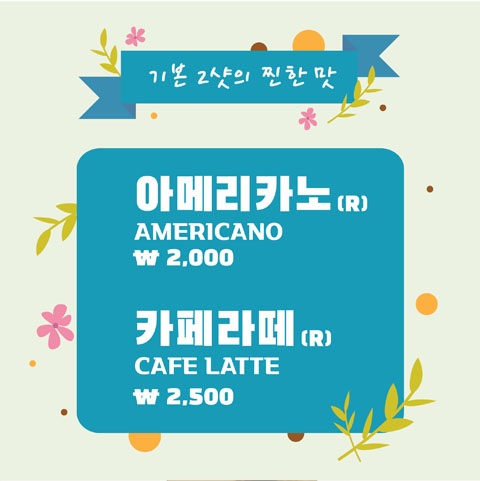 기본 2샷의 찐한 맛
아메리카노 (R)
AMERICANO
₩ 2,000
카페라떼 (R)
CAFE LATTE
₩ 2,500